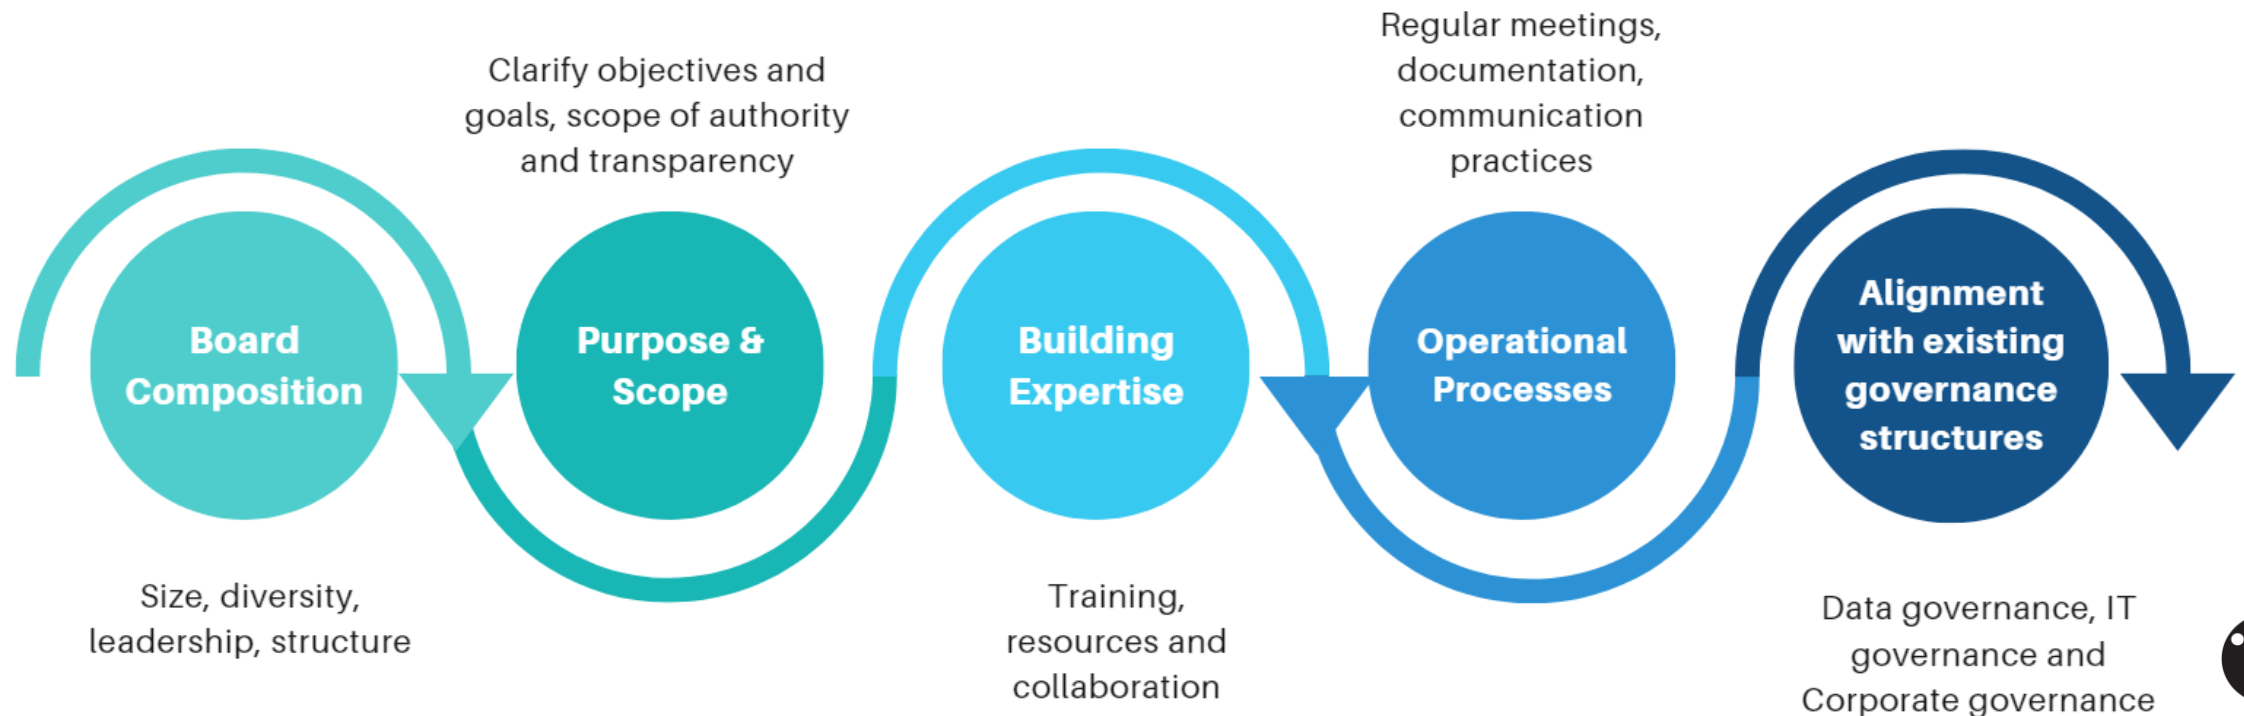 Board
Composition
Size, diversity,
leadership, structure
Clarify objectives and
goals, scope of authority
and transparency
Purpose &
Scope
Building
Expertise
Training,
resources and
collaboration
Regular meetings,
documentation,
communication
practices
Operational
Processes
Alignment
with existing
governance
structures
Data governance, IT
governance and
Corporate governance